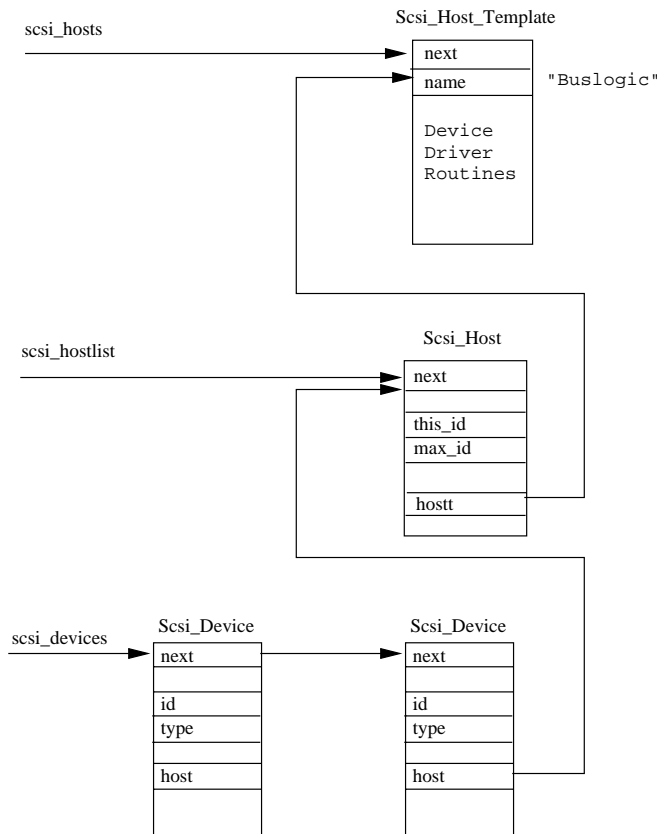 Scsi_Host_Template
scsi_hosts
next
name
"Buslogic"
Device
Driver
Routines
Scsi_Host
scsi_hostlist
next
this_id
max_id
hostt
Scsi_Device
Scsi_Device
scsi_devices
next
next
id
id
type
type
host
host